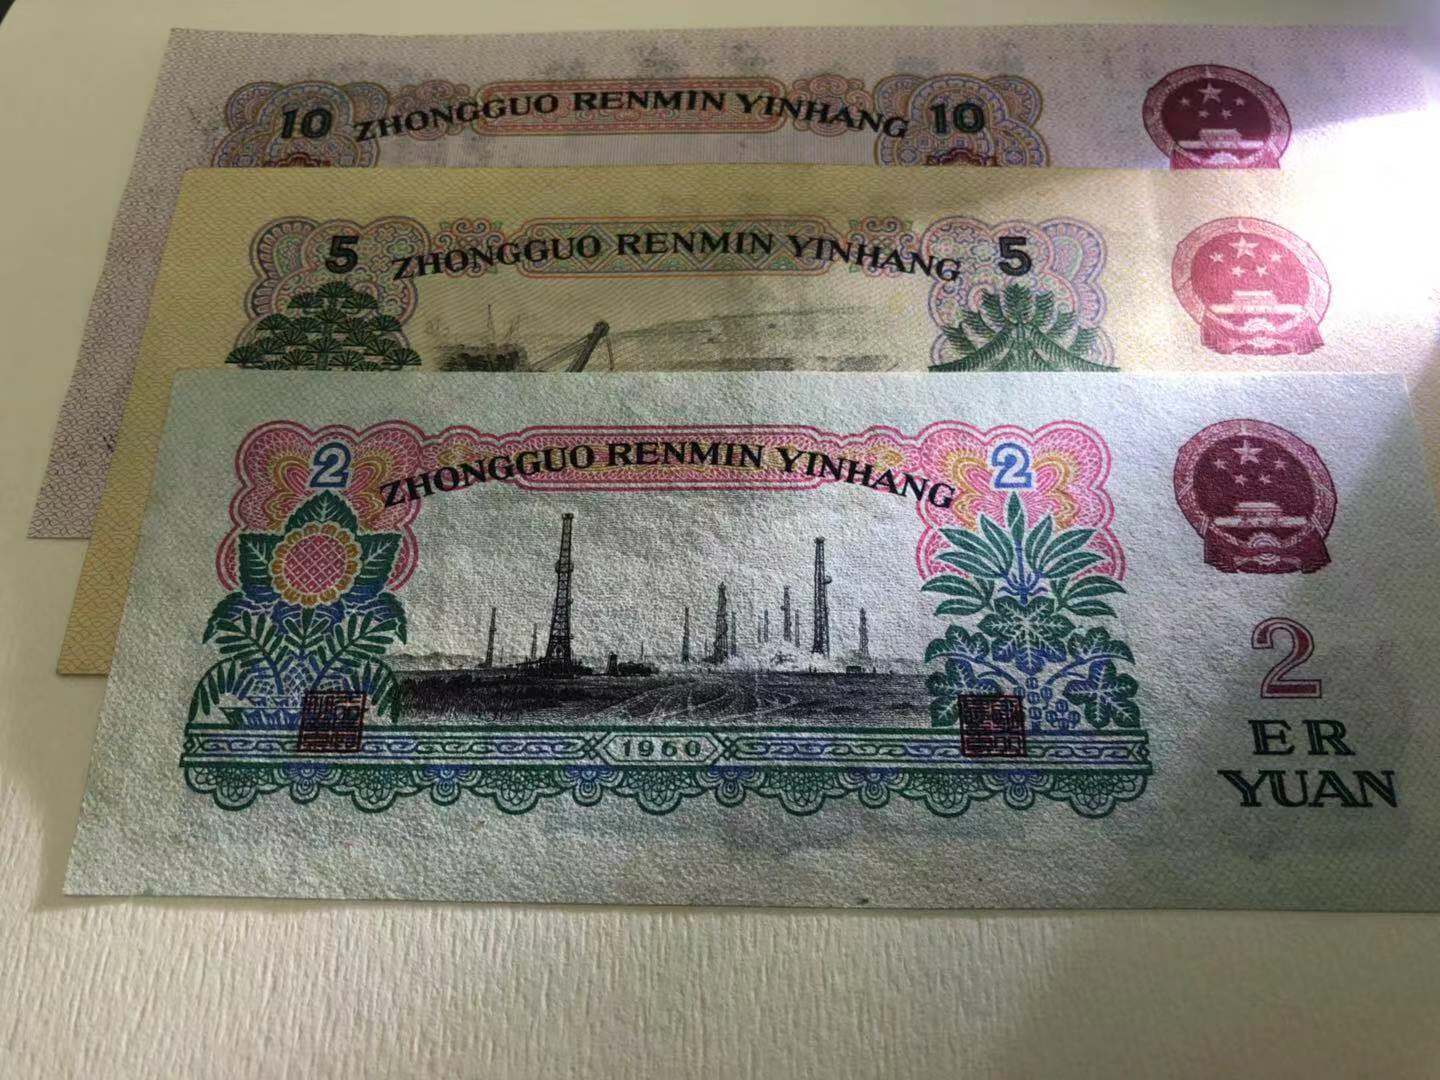 10 ZHONGGUO RENMIN YINHANG 10
5 ZHONGGUO RENMIN YINHANG 5
2 ZHONGGUO RENMIN YINHANG 2
1960
2
ER
YUAN